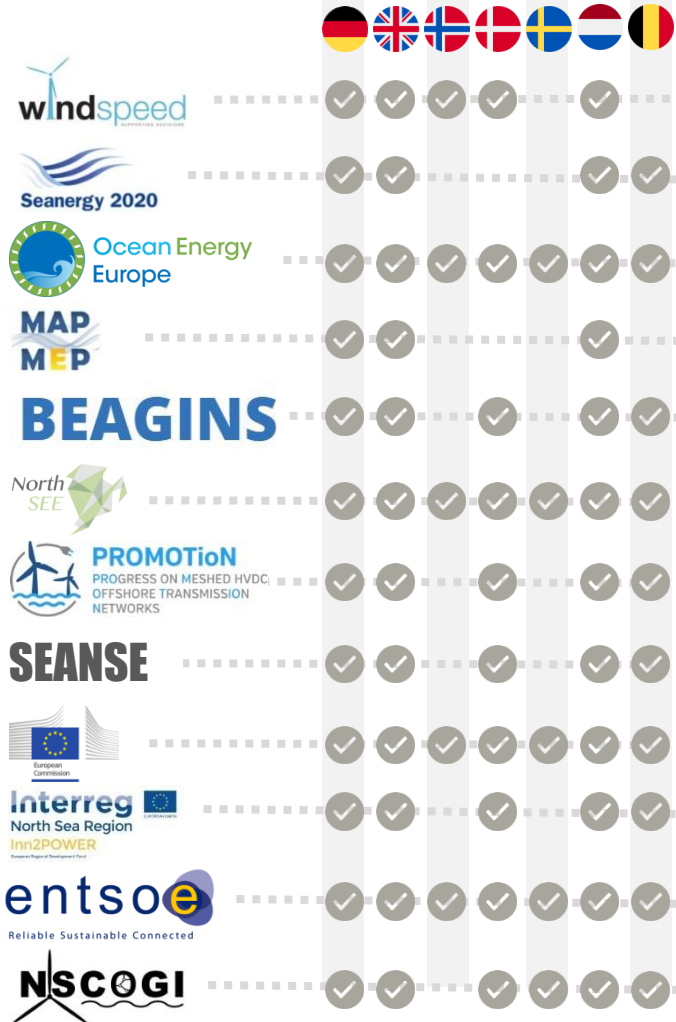 windspeed
SUPPORTING DECISIONS
Seanergy 2020
Ocean Energy
Europe
MAP
MEP
BEAGINS
North
SEE
PROMOTioN
PROGRESS ON MESHED HVDC
OFFSHORE TRANSMISSION
NETWORKS
SEANSE
European
Commission
Interreg
EUROPEAN UNION
North Sea Region
Inn2POWER
European Regional Development Fund
entsoe
Reliable Sustainable Connected
NSCOGI